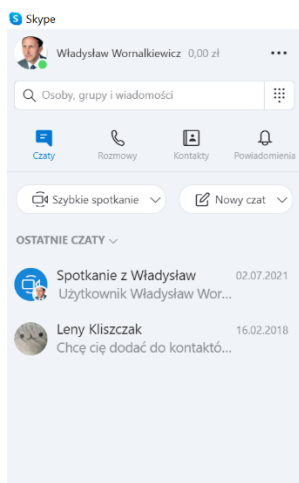 Skype
Władysław Wornalkiewicz 0,00 zł
Osoby, grupy i wiadomości
Czaty Rozmowy Kontakty Powiadomienia
Szybkie spotkanie Nowy czat
OSTATNIE CZATY
Spotkanie z Władysław 02.07.2021
Użytkownik Władysław Wor...
Leny Kliszczak 16.02.2018
Chcę cię dodać do kontaktó...